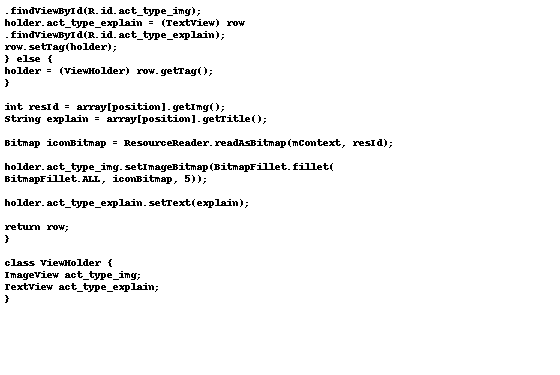 .findViewById(R.id.act_type_img);
holder.act_type_explain = (TextView) row
.findViewById(R.id.act_type_explain);
row.setTag(holder);
} else {
holder = (ViewHolder) row.getTag();
}
int resId = array[position].getImg();
String explain = array[position].getTitle();
Bitmap iconBitmap = ResourceReader.readAsBitmap(mContext, resId);
holder.act_type_img.setImageBitmap(BitmapFillet.fillet(
BitmapFillet.ALL, iconBitmap, 5));
holder.act_type_explain.setText(explain);
return row;
}
class ViewHolder {
ImageView act_type_img;
TextView act_type_explain;
}